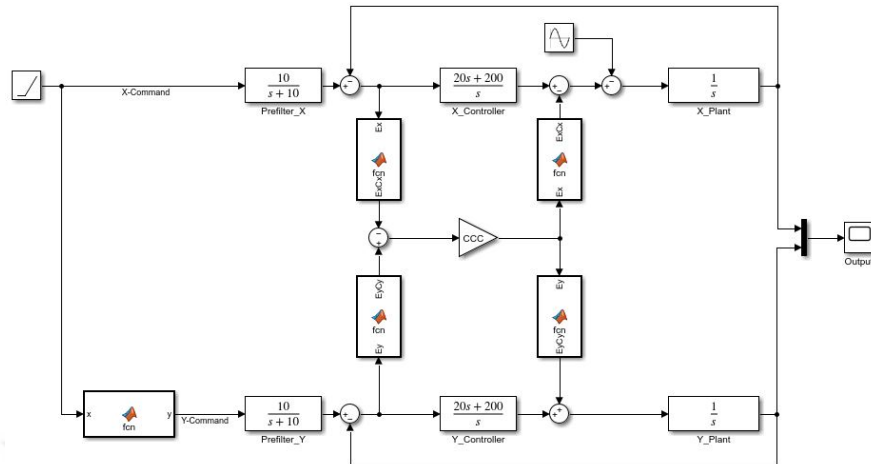 X-Command
10
s + 10
Prefilter_X
20s + 200
s
X_Controller
1
s
X_Plant
Ex
fcn
ExCx
ExCx
fcn
Ex
CCC
EyCy
fcn
Ey
Ey
fcn
EyCy
Output
x
fcn
y
Y-Command
10
s + 10
Prefilter_Y
20s + 200
s
Y_Controller
1
s
Y_Plant